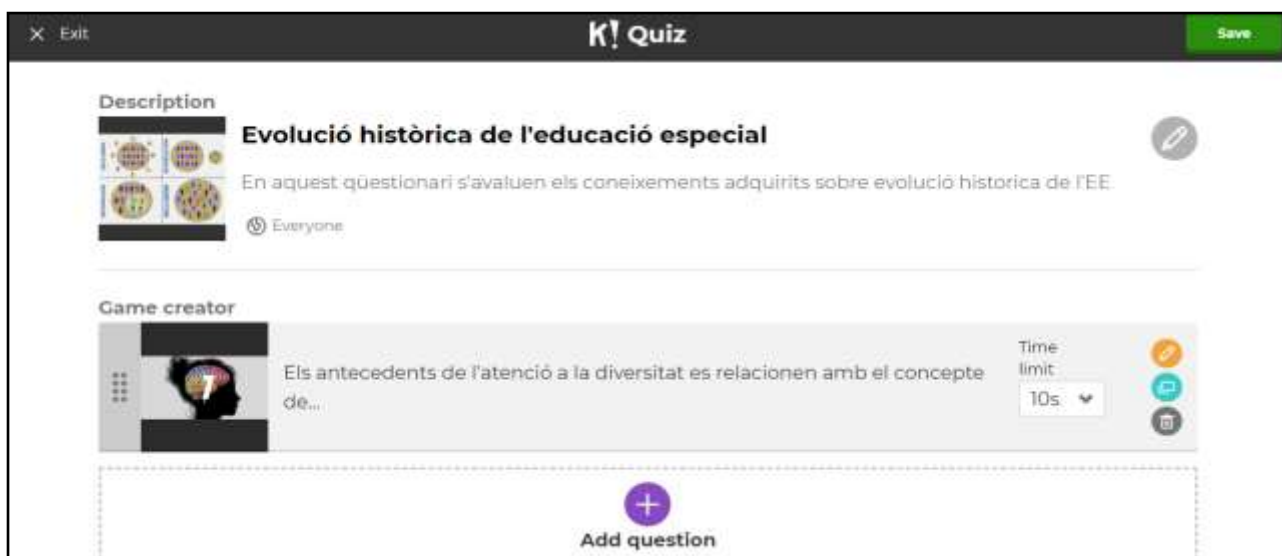 × Exit
K! Quiz
Save
Description
Evolució històrica de l'educació especial
En aquest qüestionari s'avaluen els coneixements adquirits sobre evolució historica de l'EE
Everyone
Game creator
1
Els antecedents de l'atenció a la diversitat es relacionen amb el concepte
de...
Time
limit
10s
Add question